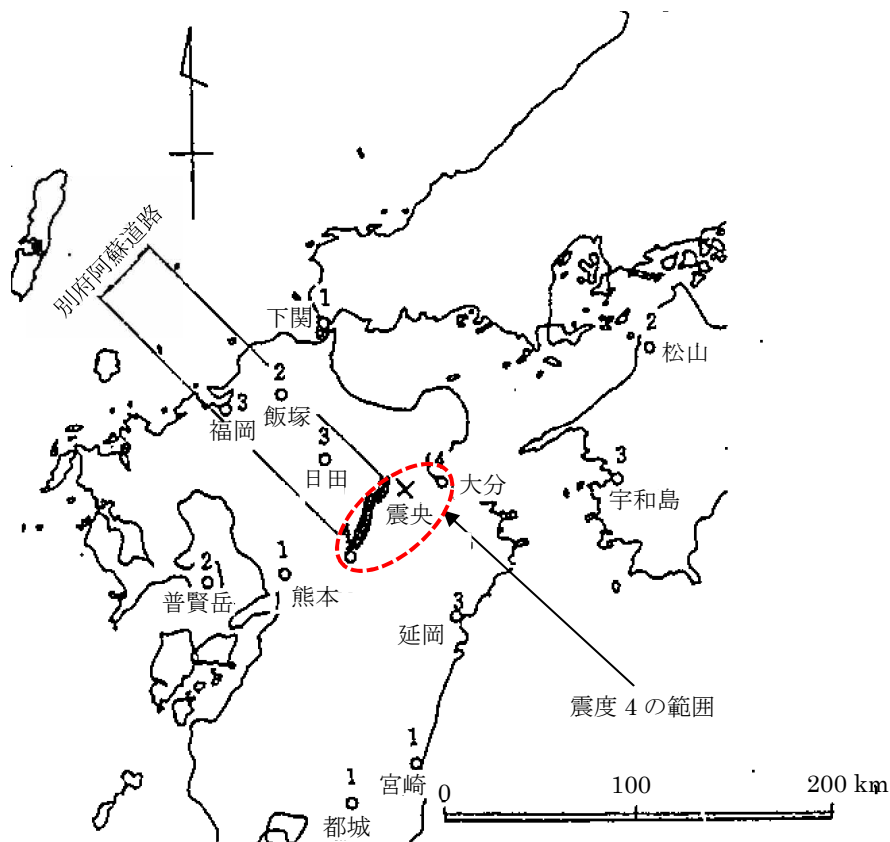 別府阿蘇道路
1
下関
2
松山
2
飯塚
3
福岡
3
日田
4
大分
震央
3
宇和島
4
1
熊本
2
普賢岳
3
延岡
震度 4 の範囲
1
宮崎
1
都城
0 100 200 km